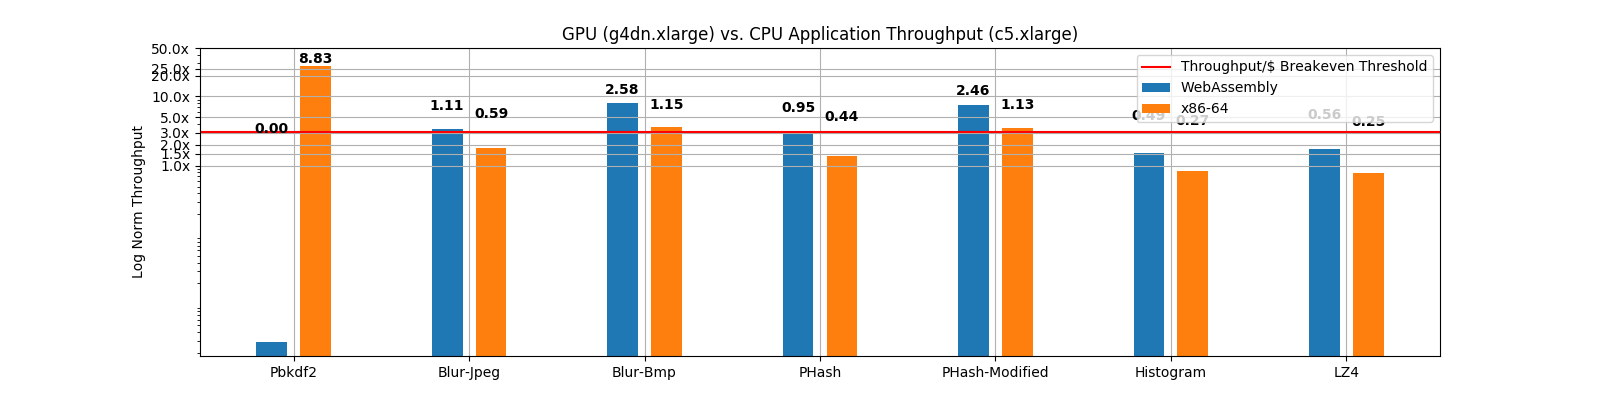 GPU (g4dn.xlarge) vs. CPU Application Throughput (c5.xlarge)
Log Norm Throughput
50.0x
25.0x
20.0x
10.0x
5.0x
3.0x
2.0x
1.5x
1.0x
0.00
8.83
1.11
0.59
2.58
1.15
0.95
0.44
2.46
1.13
0.49
0.27
0.56
0.25
Throughput/$ Breakeven Threshold
WebAssembly
x86-64
Pbkdf2
Blur-Jpeg
Blur-Bmp
PHash
PHash-Modified
Histogram
LZ4